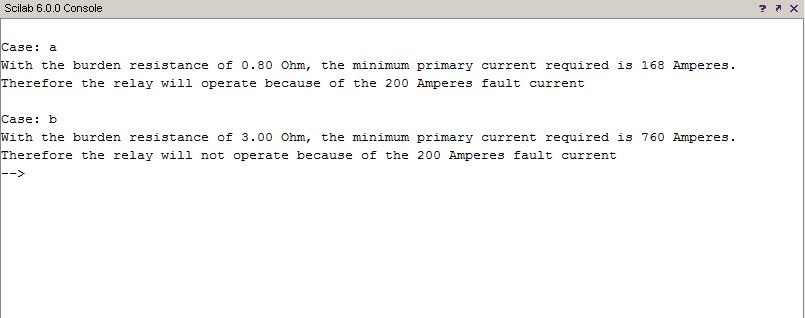 Scilab 6.0.0 Console
Case: a
With the burden resistance of 0.80 Ohm, the minimum primary current required is 168 Amperes.
Therefore the relay will operate because of the 200 Amperes fault current
Case: b
With the burden resistance of 3.00 Ohm, the minimum primary current required is 760 Amperes.
Therefore the relay will not operate because of the 200 Amperes fault current
-->